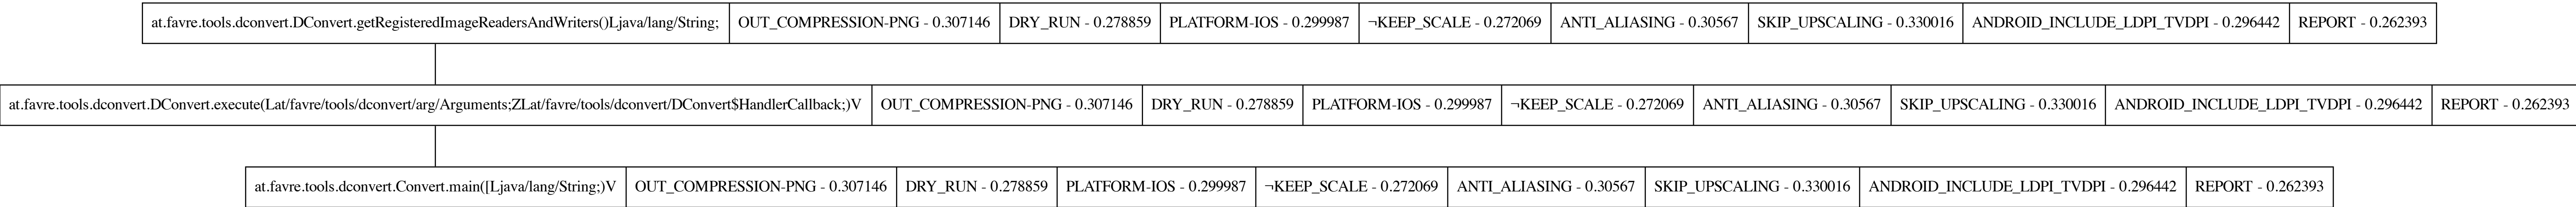 at.favre.tools.dconvert.DConvert.getRegisteredImageReadersAndWriters()Ljava/lang/String; OUT_COMPRESSION-PNG - 0.307146 DRY_RUN - 0.278859 PLATFORM-IOS - 0.299987 ¬KEEP_SCALE - 0.272069 ANTI_ALIASING - 0.30567 SKIP_UPSCALING - 0.330016 ANDROID_INCLUDE_LDPI_TVDPI - 0.296442 REPORT - 0.262393
at.favre.tools.dconvert.DConvert.execute(Lat/favre/tools/dconvert/arg/Arguments;ZLat/favre/tools/dconvert/DConvert$HandlerCallback;)V OUT_COMPRESSION-PNG - 0.307146 DRY_RUN - 0.278859 PLATFORM-IOS - 0.299987 ¬KEEP_SCALE - 0.272069 ANTI_ALIASING - 0.30567 SKIP_UPSCALING - 0.330016 ANDROID_INCLUDE_LDPI_TVDPI - 0.296442 REPORT - 0.262393
at.favre.tools.dconvert.Convert.main([Ljava/lang/String;)V OUT_COMPRESSION-PNG - 0.307146 DRY_RUN - 0.278859 PLATFORM-IOS - 0.299987 ¬KEEP_SCALE - 0.272069 ANTI_ALIASING - 0.30567 SKIP_UPSCALING - 0.330016 ANDROID_INCLUDE_LDPI_TVDPI - 0.296442 REPORT - 0.262393